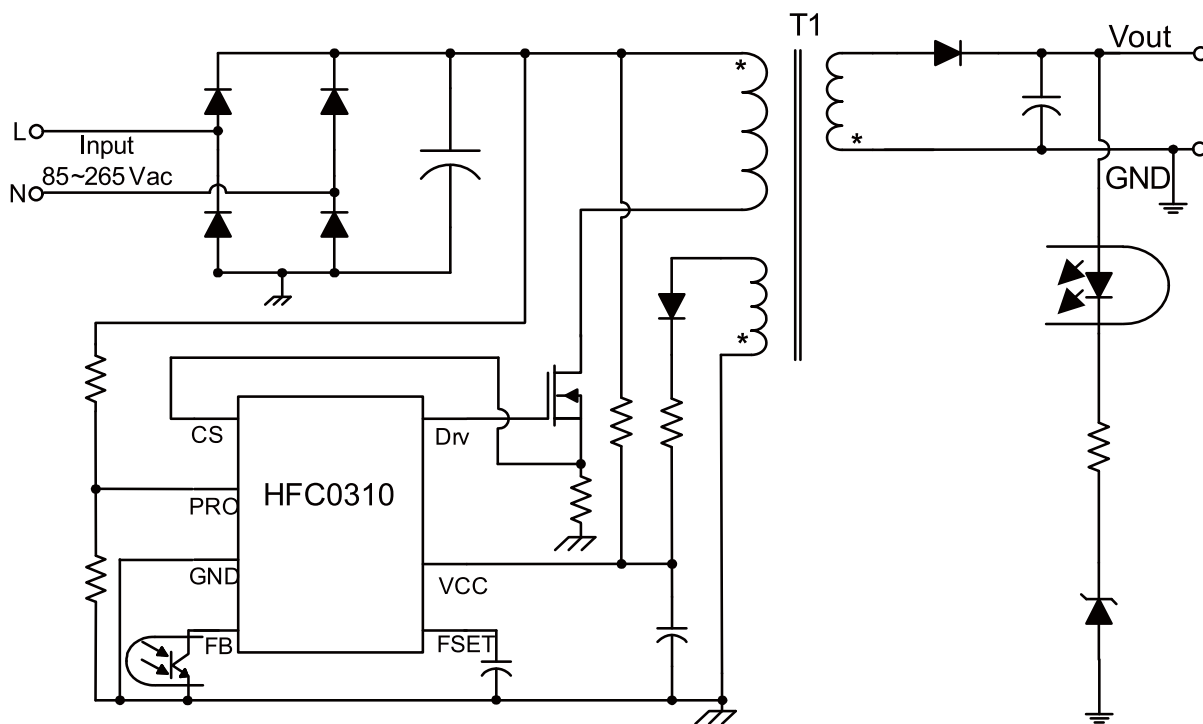 T1
Vout
*
L
Input
85~265 Vac
N
*
GND
*
CS
Drv
HFC0310
PRO
GND
VCC
FB
FSET